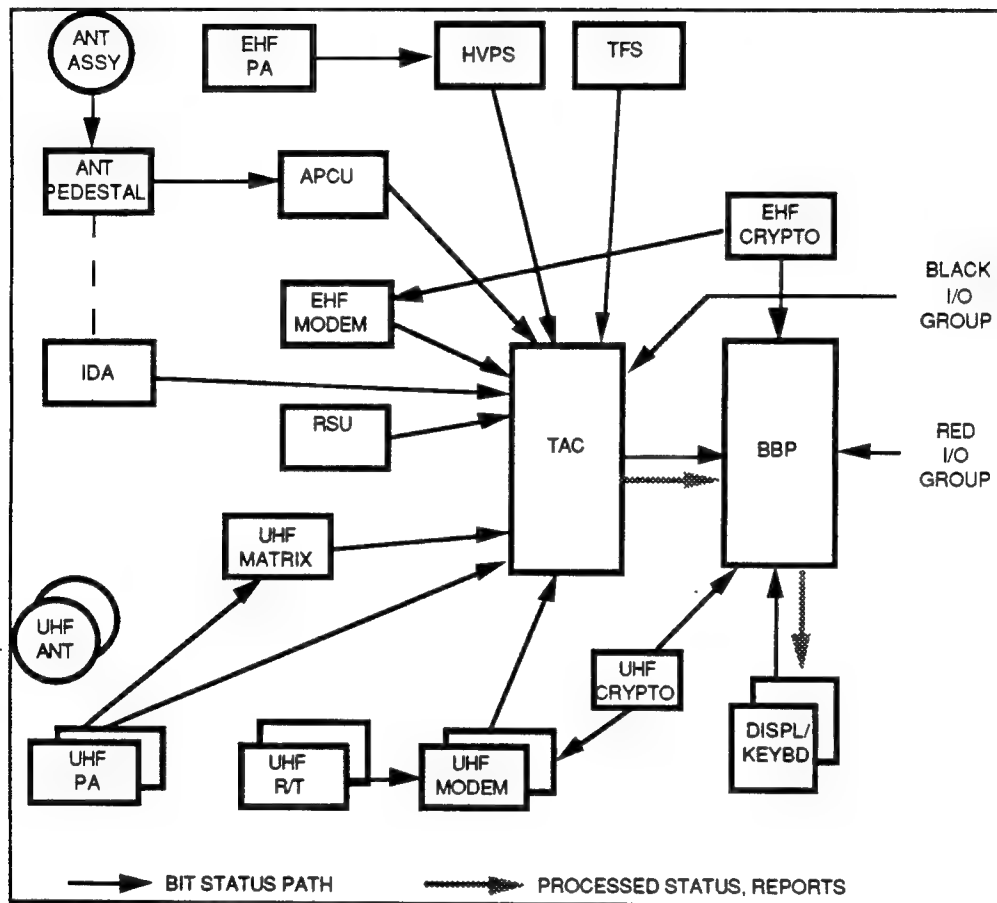 ANT
ASSY
EHF
PA
HVPS
TFS
ANT
PEDESTAL
APCU
EHF
CRYPTO
BLACK
I/O
GROUP
EHF
MODEM
IDA
RSU
TAC
BBP
RED
I/O
GROUP
UHF
MATRIX
UHF
ANT
UHF
CRYPTO
UHF
PA
UHF
R/T
UHF
MODEM
DISPL/
KEYBD
BIT STATUS PATH
PROCESSED STATUS, REPORTS